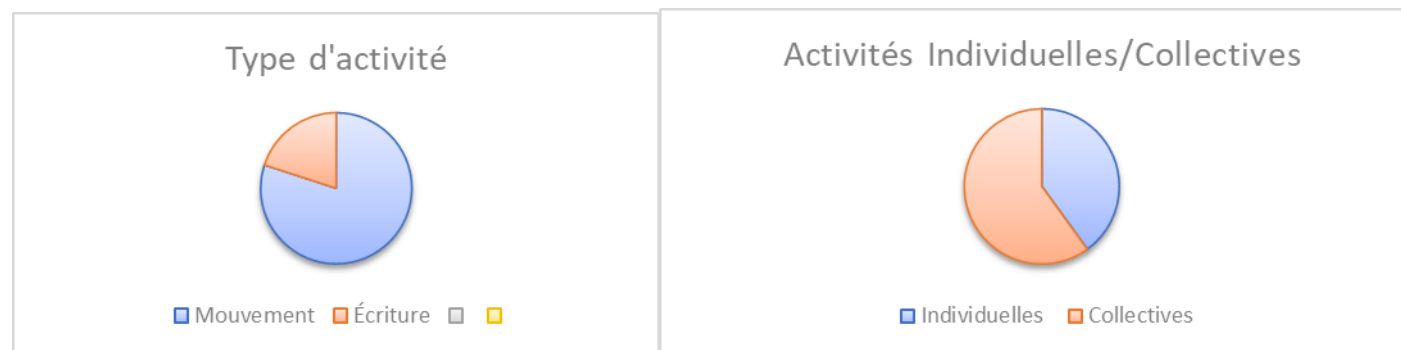 Type d'activité
Mouvement Écriture
Activités Individuelles/Collectives
Individuelles Collectives